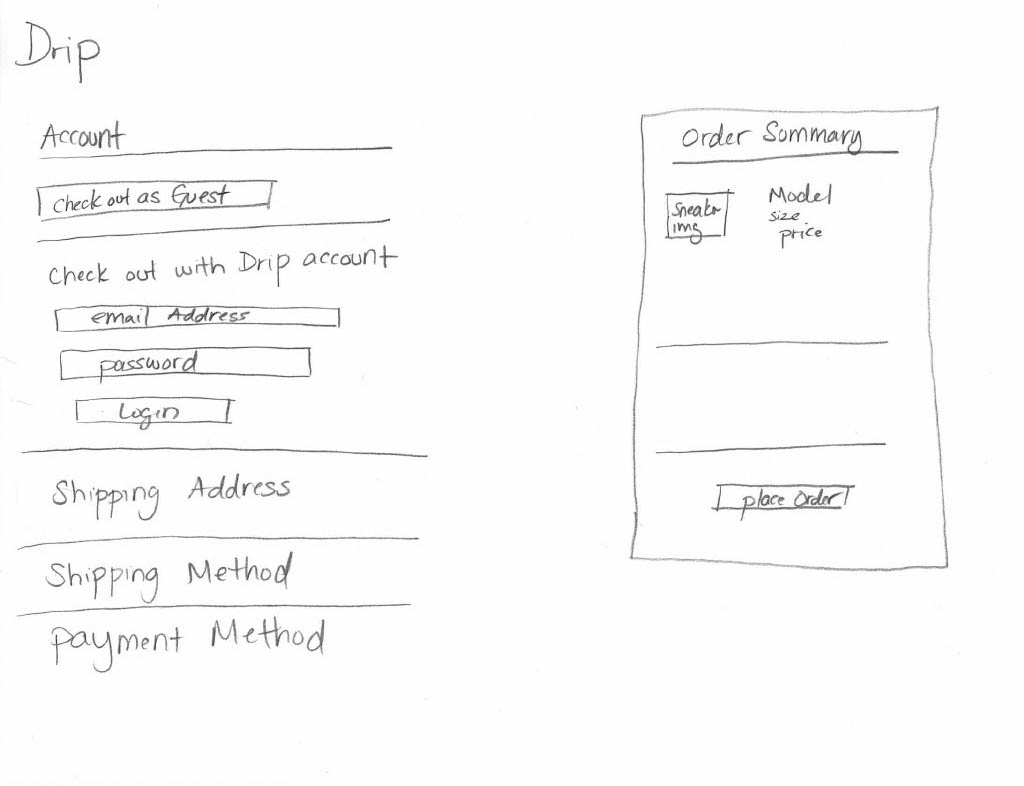 Drip
Account
Check out as Guest
Check out with Drip account
email Address
password
Login
Shipping Address
Shipping Method
payment Method
Order Summary
Sneakr
img
Model
size
price
place Order